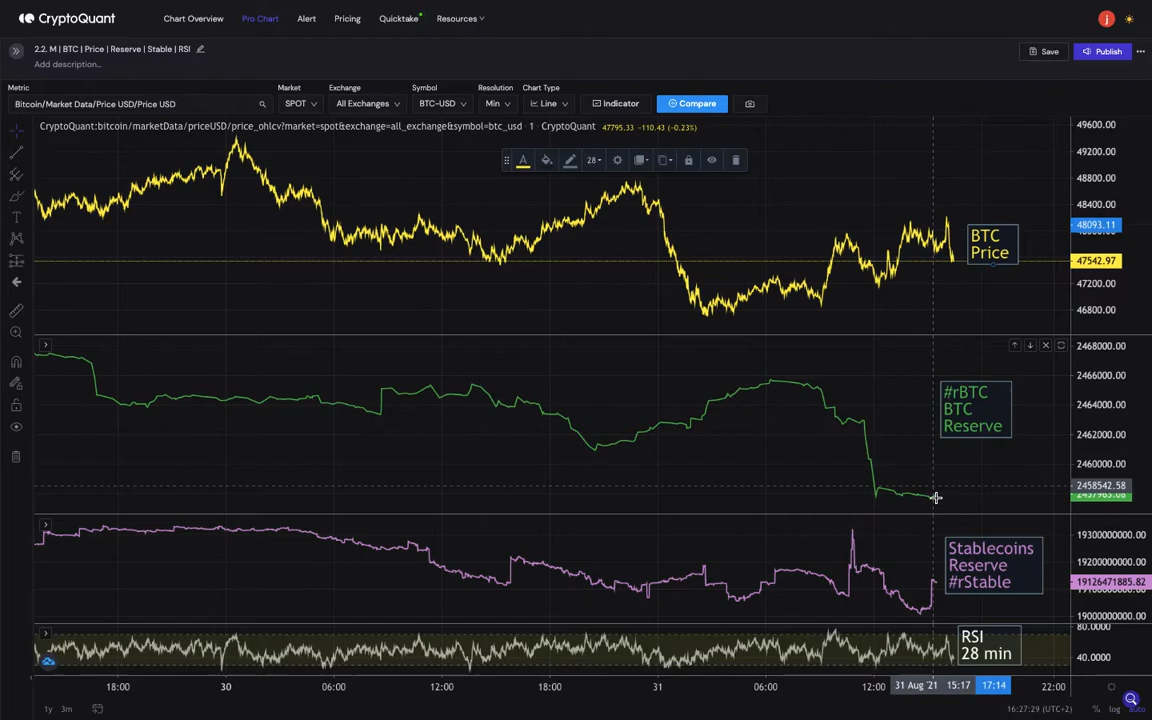 CryptoQuant
Chart Overview
Pro Chart
Alert
Pricing
Quicktake
Resources
j
2.2. M | BTC | Price | Reserve | Stable | RSI
Save
Publish
Add description...
Metric
Market
Exchange
Symbol
Resolution
Chart Type
Bitcoin/Market Data/Price USD/Price USD
SPOT
All Exchanges
BTC-USD
Min
Line
Indicator
Compare
CryptoQuant:bitcoin/marketData/priceUSD/price_ohlcv?market=spot&exchange=all_exchange&symbol=btc_usd · 1 · CryptoQuant 47795.33 −110.43 (−0.23%)
A
28
49600.00
49200.00
48800.00
48400.00
48093.11
47542.97
47200.00
46800.00
BTC
Price
2468000.00
2466000.00
2464000.00
2462000.00
2460000.00
2458542.58
#rBTC
BTC
Reserve
19300000000.00
19200000000.00
19126471885.82
19000000000.00
Stablecoins
Reserve
#rStable
80.0000
40.0000
RSI
28 min
18:00
30
06:00
12:00
18:00
31
06:00
12:00
31 Aug '21 15:17
17:14
22:00
1y
3m
16:27:29 (UTC+2)
%
log
auto